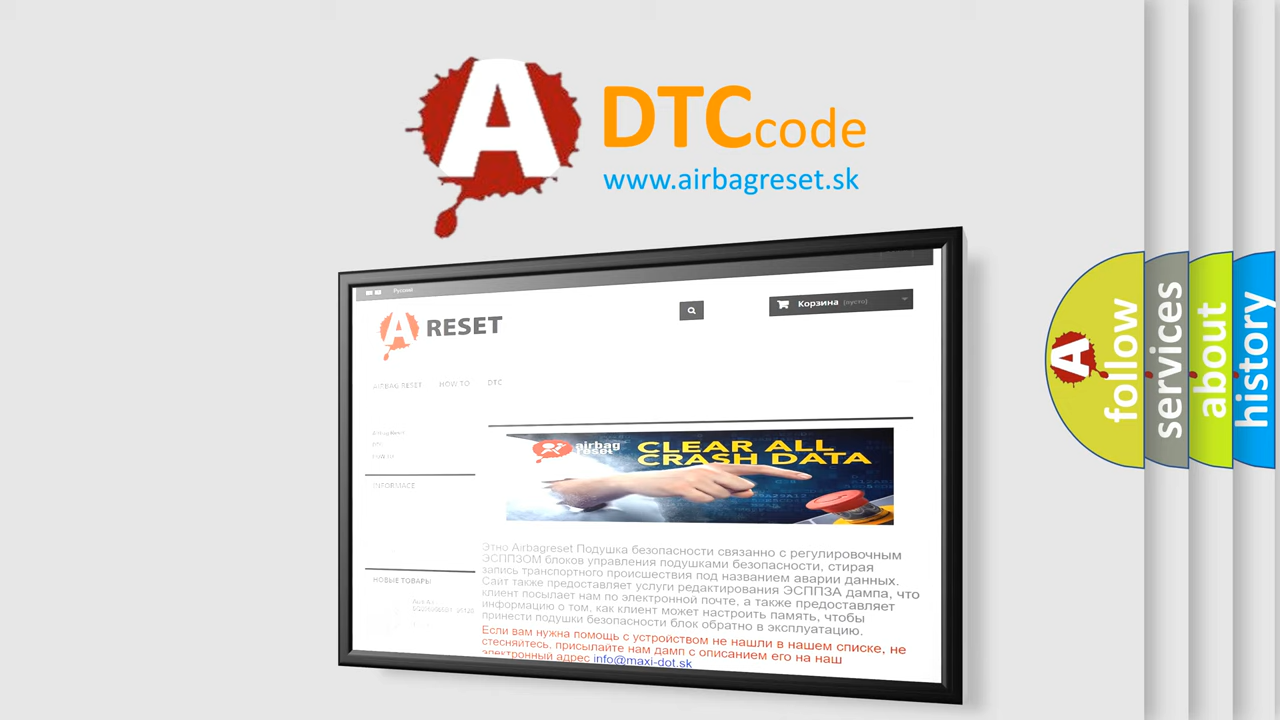 A DTCcode
www.airbagreset.sk
Русский
A RESET
Корзина (пусто)
AIRBAG RESET HOW TO DTC
Airbag Reset
DTC
INFORMACE
airbag
reset
CLEAR ALL
CRASH DATA
Этно Airbagreset Подушка безопасности связанно с регулировочным
ЭСППЗОМ блоков управления подушками безопасности, стирая
запись транспортного происшествия под названием аварии данных.
Сайт также предоставляет услуги редактирования ЭСППЗА дампа, что
клиент посылает нам по электронной почте, а также предоставляет
информацию о том, как клиент может настроить память, чтобы
принести подушки безопасности блок обратно в эксплуатацию.
Если вам нужна помощь с устройством не нашли в нашем списке, не
стесняйтесь, присылайте нам дамп с описанием его на наш
электронный адрес info@maxi-dot.sk
НОВЫЕ ТОВАРЫ
A follow
services
about
history